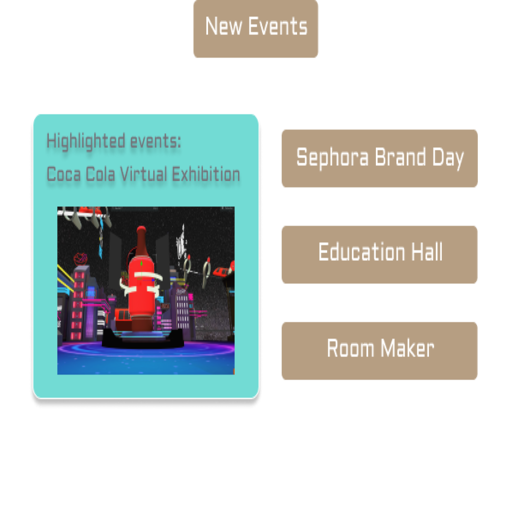 New Events
Highlighted events:
Coca Cola Virtual Exhibition
Sephora Brand Day
Education Hall
Room Maker